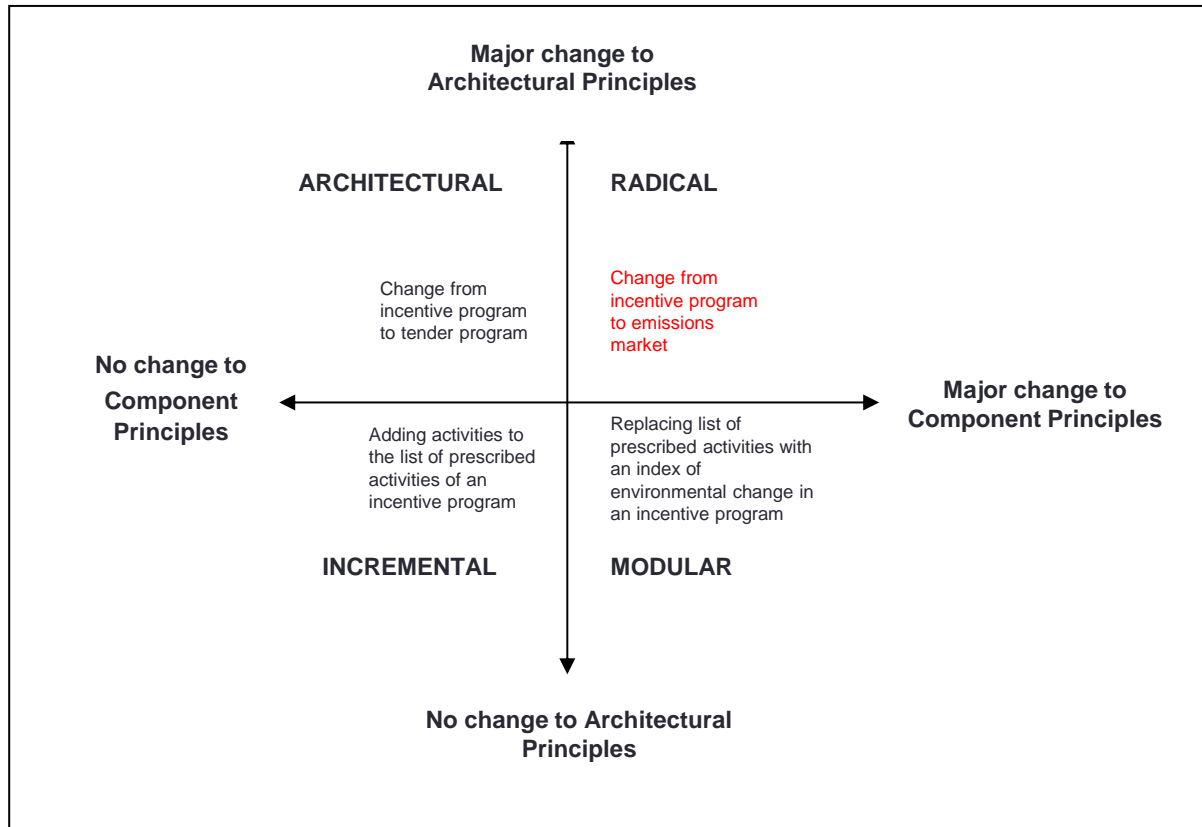 Major change to
Architectural Principles
ARCHITECTURAL
RADICAL
Change from
incentive program
to tender program
Change from
incentive program
to emissions
market
No change to
Component
Principles
Major change to
Component Principles
Adding activities to
the list of prescribed
activities of an
incentive program
Replacing list of
prescribed activities with
an index of
environmental change in
an incentive program
INCREMENTAL
MODULAR
No change to Architectural
Principles